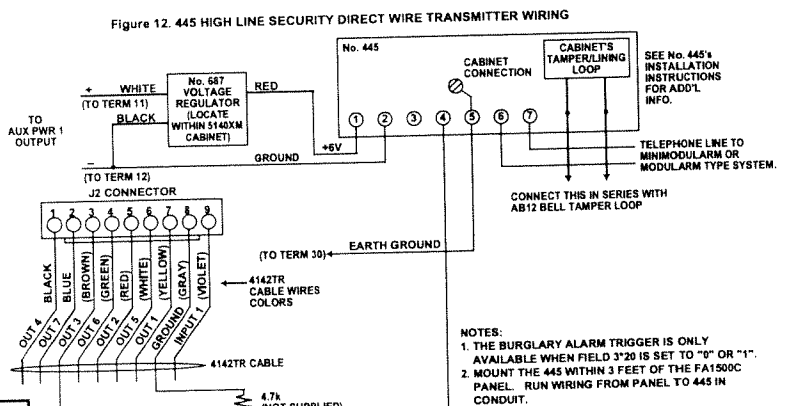 Figure 12. 445 HIGH LINE SECURITY DIRECT WIRE TRANSMITTER WIRING
No. 445
CABINET'S
TAMPER/LINING
LOOP
CABINET
CONNECTION
SEE No. 445's
INSTALLATION
INSTRUCTIONS
FOR ADD'L
INFO.
No. 687
VOLTAGE
REGULATOR
(LOCATE
WITHIN 5140XM
CABINET)
+ WHITE
(TO TERM 11)
BLACK
RED
TO
AUX PWR 1
OUTPUT
GROUND
+6V
–
(TO TERM 12)
1 2 3 4 5 6 7
TELEPHONE LINE TO
MINIMODULARM OR
MODULARM TYPE SYSTEM.
CONNECT THIS IN SERIES WITH
AB12 BELL TAMPER LOOP
J2 CONNECTOR
1 2 3 4 5 6 7 8 9
BLACK
BLUE
(BROWN)
(GREEN)
(RED)
(WHITE)
(YELLOW)
(GRAY)
(VIOLET)
(TO TERM 30)
EARTH GROUND
4142TR
CABLE WIRES
COLORS
OUT 4
OUT 7
OUT 3
OUT 6
OUT 2
OUT 5
OUT 1
GROUND
INPUT 1
4142TR CABLE
4.7k
(NOT SUPPLIED)
NOTES:
1. THE BURGLARY ALARM TRIGGER IS ONLY
AVAILABLE WHEN FIELD 3*20 IS SET TO "0" OR "1".
2. MOUNT THE 445 WITHIN 3 FEET OF THE FA1500C
PANEL. RUN WIRING FROM PANEL TO 445 IN
CONDUIT.